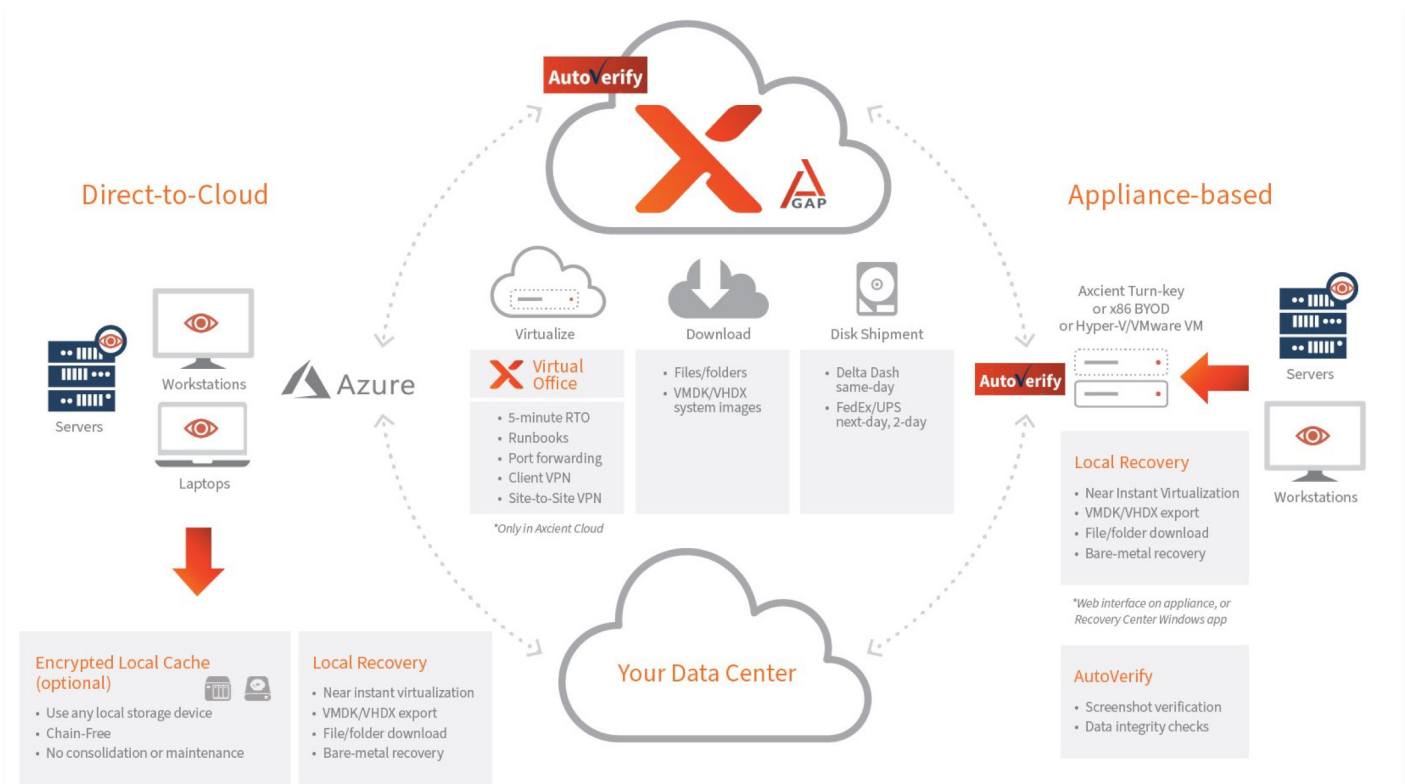 AutoVerify
X
AirGAP
Direct-to-Cloud
Servers
Workstations
Laptops
Azure
Encrypted Local Cache
(optional)
• Use any local storage device
• Chain-Free
• No consolidation or maintenance
Local Recovery
• Near instant virtualization
• VMDK/VHDX export
• File/folder download
• Bare-metal recovery
Virtualize
X Virtual
Office
• 5-minute RTO
• Runbooks
• Port forwarding
• Client VPN
• Site-to-Site VPN
*Only in Axcient Cloud
Download
• Files/folders
• VMDK/VHDX
system images
Disk Shipment
• Delta Dash
same-day
• FedEx/UPS
next-day, 2-day
Your Data Center
Appliance-based
Axcient Turn-key
or x86 BYOD
or Hyper-V/VMware VM
AutoVerify
Servers
Workstations
Local Recovery
• Near Instant Virtualization
• VMDK/VHDX export
• File/folder download
• Bare-metal recovery
*Web interface on appliance, or
Recovery Center Windows app
AutoVerify
• Screenshot verification
• Data integrity checks